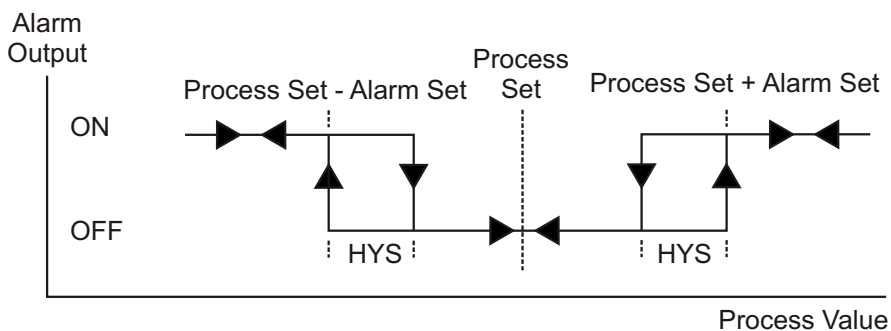 Alarm
Output
Process
Set
Process Set - Alarm Set
Process Set + Alarm Set
ON
OFF
HYS
HYS
Process Value